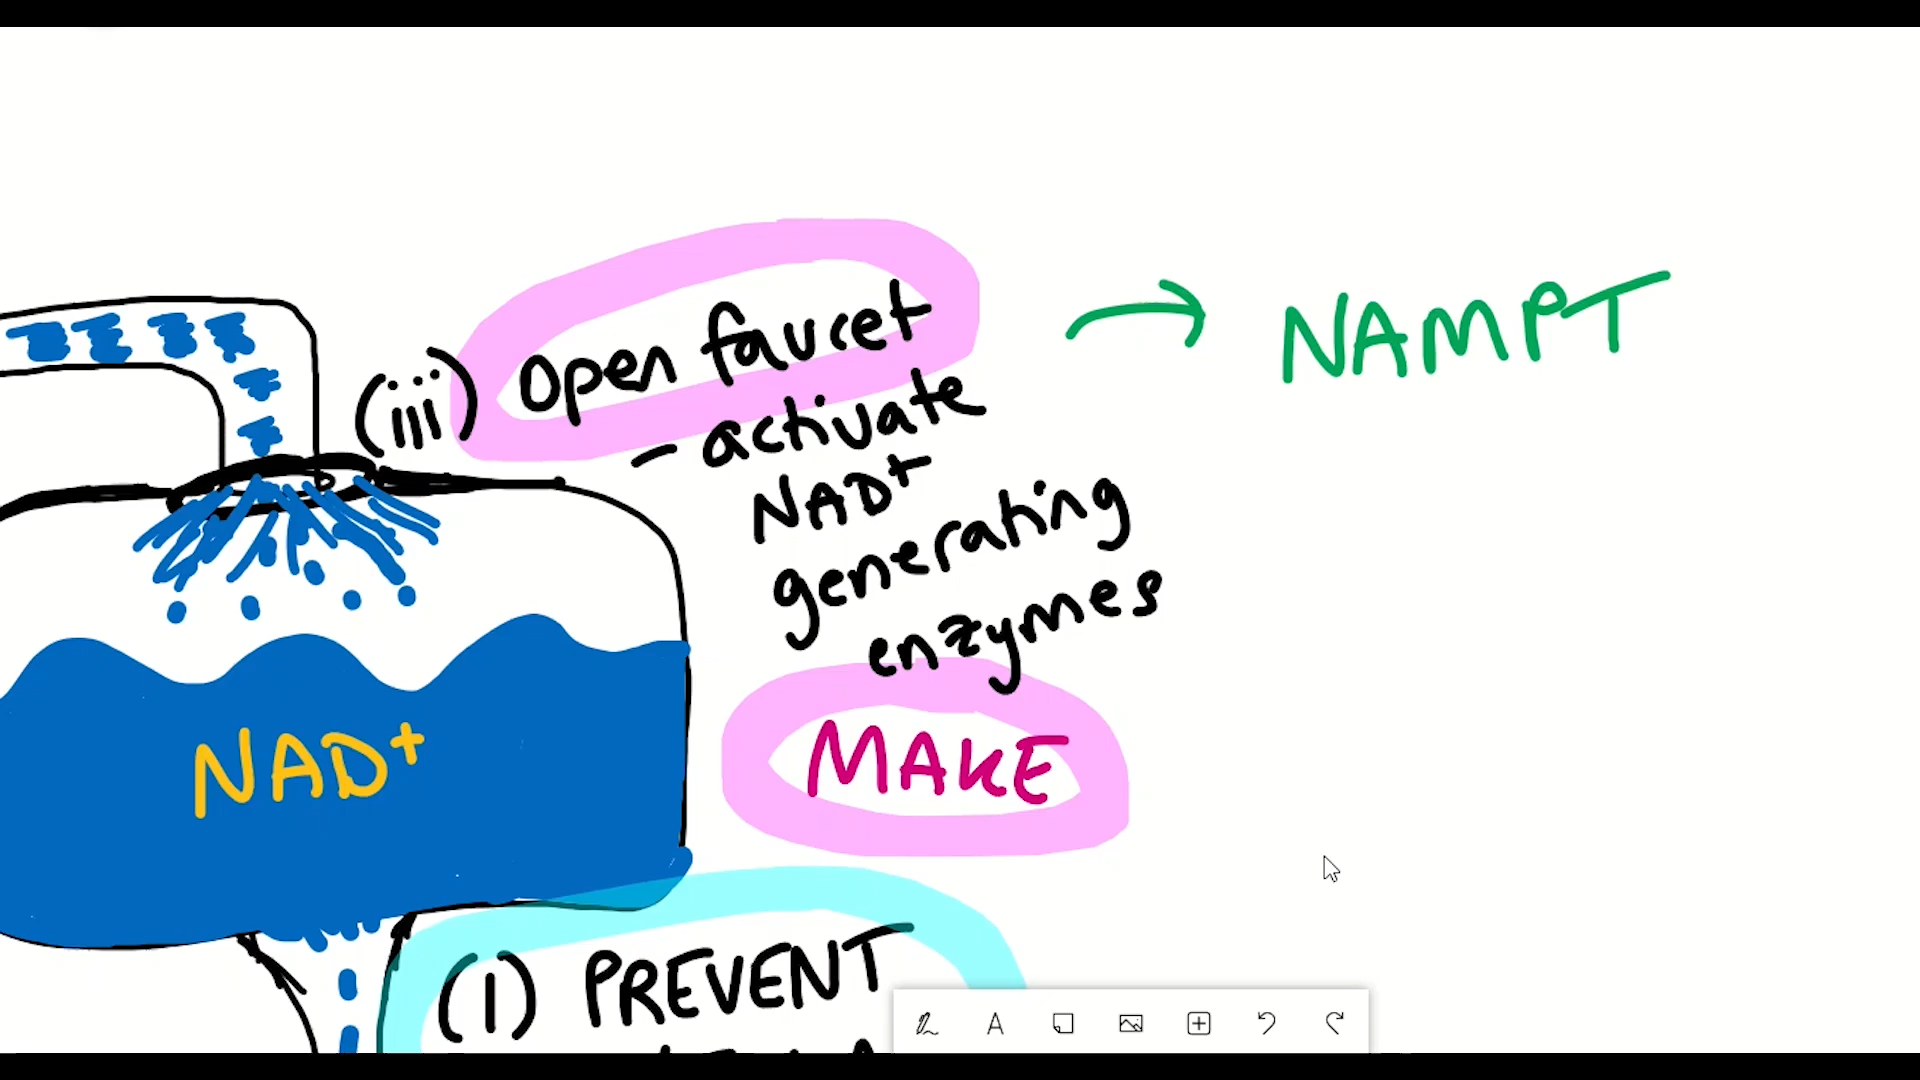 (iii) Open faucet
→ NAMPT
- activate
NAD+
generating
enzymes
MAKE
NAD+
(1) PREVENT